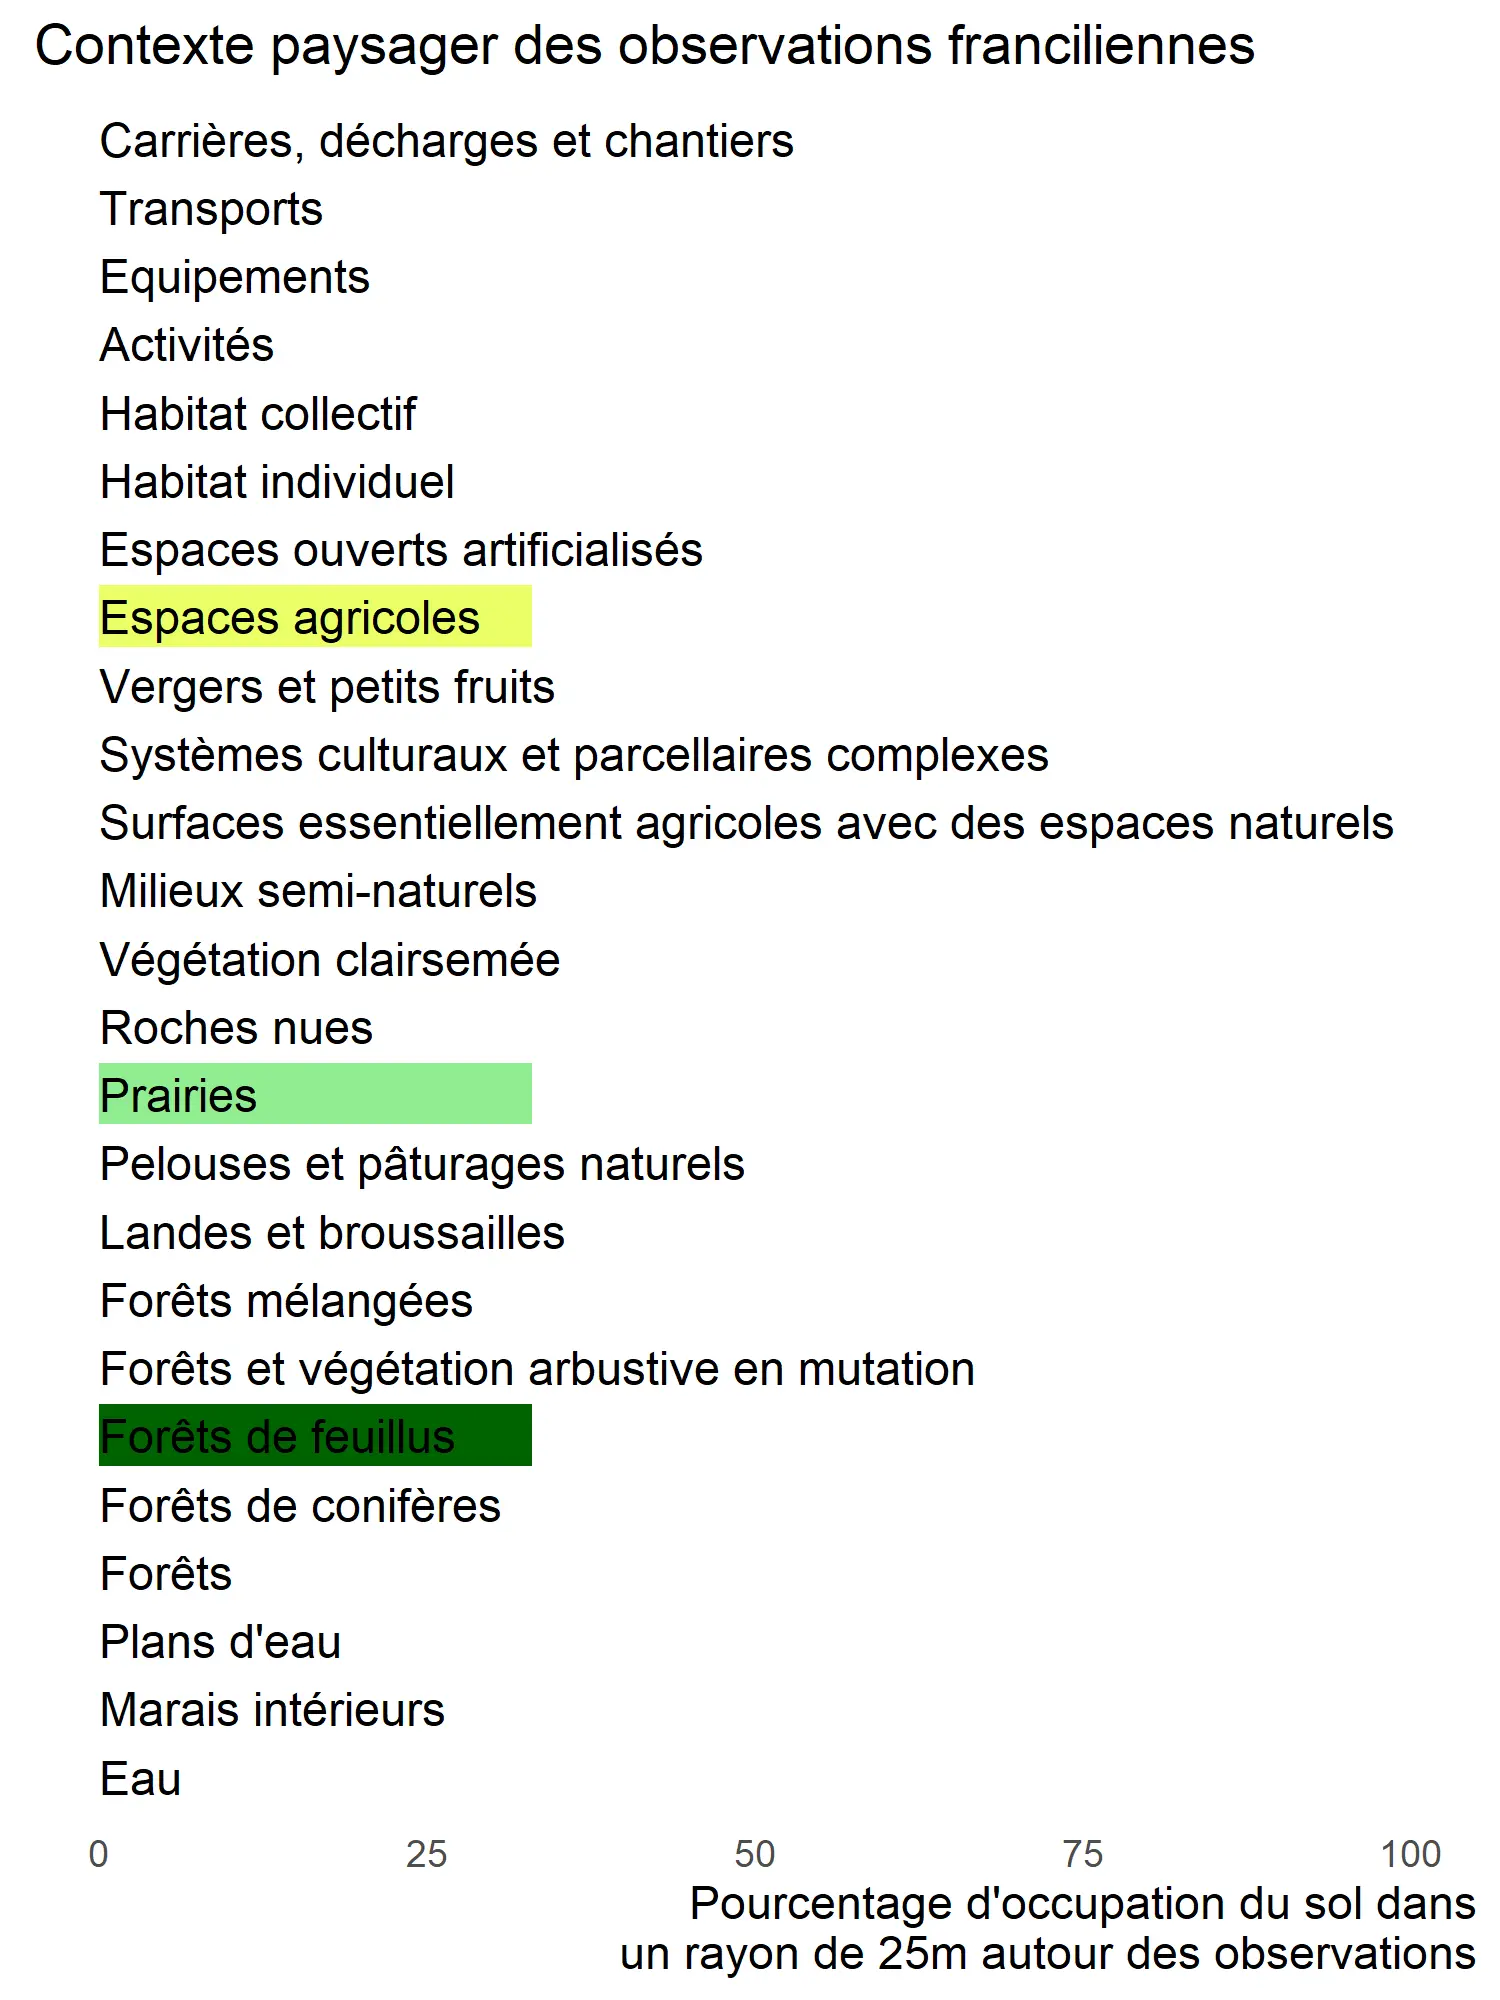 Contexte paysager des observations franciliennes
Carrières, décharges et chantiers
Transports
Equipements
Activités
Habitat collectif
Habitat individuel
Espaces ouverts artificialisés
Espaces agricoles
Vergers et petits fruits
Systèmes culturaux et parcellaires complexes
Surfaces essentiellement agricoles avec des espaces naturels
Milieux semi-naturels
Végétation clairsemée
Roches nues
Prairies
Pelouses et pâturages naturels
Landes et broussailles
Forêts mélangées
Forêts et végétation arbustive en mutation
Forêts de feuillus
Forêts de conifères
Forêts
Plans d'eau
Marais intérieurs
Eau
0 25 50 75 100
Pourcentage d'occupation du sol dans
un rayon de 25m autour des observations